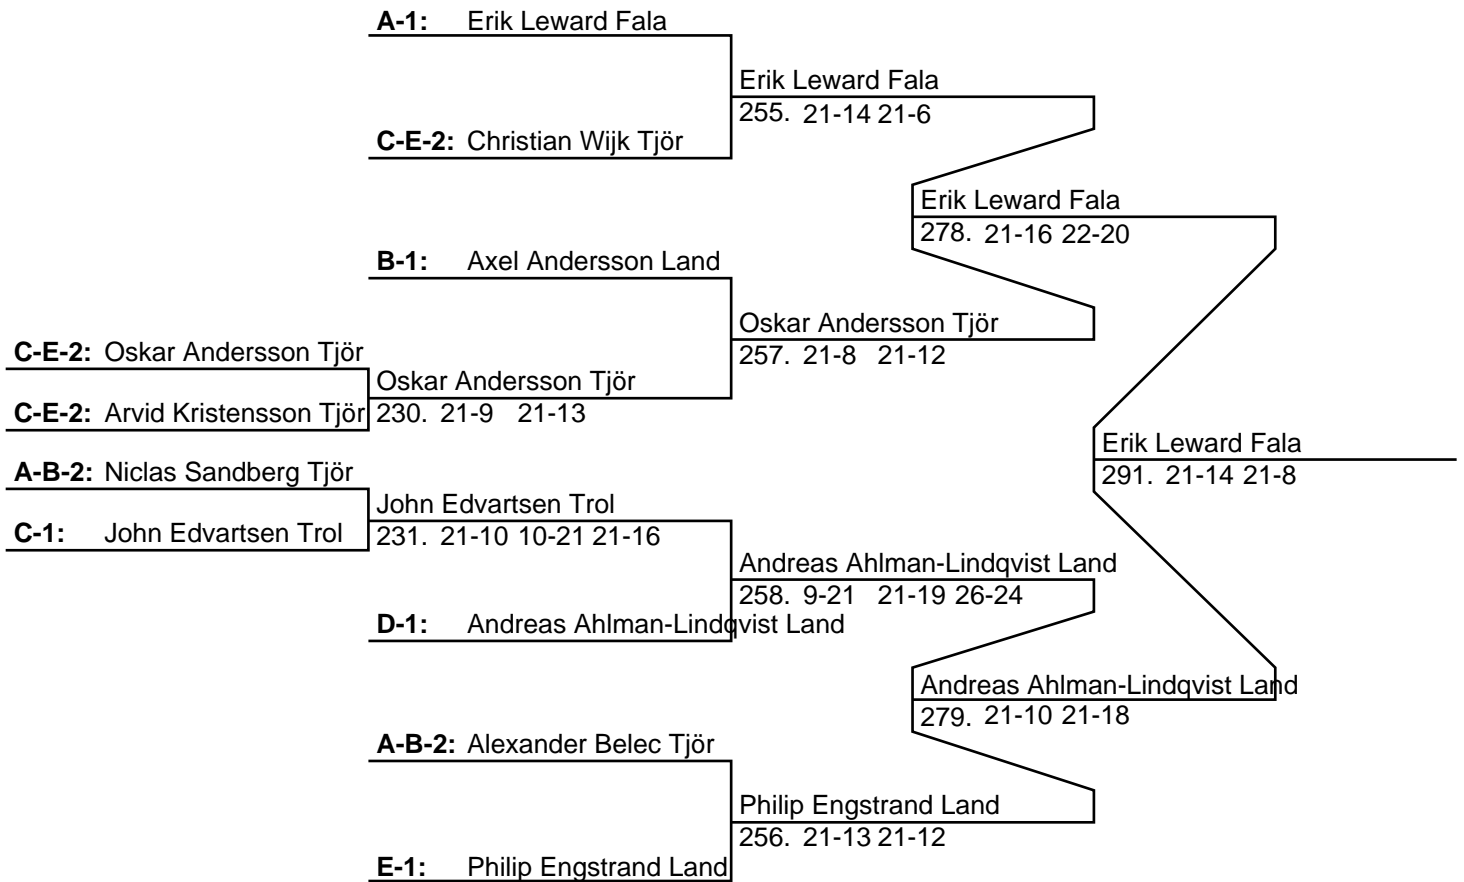 A-1: Erik Leward Fala
Erik Leward Fala
255. 21-14 21-6
C-E-2: Christian Wijk Tjör
Erik Leward Fala
278. 21-16 22-20
B-1: Axel Andersson Land
Oskar Andersson Tjör
257. 21-8 21-12
C-E-2: Oskar Andersson Tjör
Oskar Andersson Tjör
230. 21-9 21-13
C-E-2: Arvid Kristensson Tjör
Erik Leward Fala
291. 21-14 21-8
A-B-2: Niclas Sandberg Tjör
John Edvartsen Trol
231. 21-10 10-21 21-16
C-1: John Edvartsen Trol
Andreas Ahlman-Lindqvist Land
258. 9-21 21-19 26-24
D-1: Andreas Ahlman-Lindqvist Land
Andreas Ahlman-Lindqvist Land
279. 21-10 21-18
A-B-2: Alexander Belec Tjör
Philip Engstrand Land
256. 21-13 21-12
E-1: Philip Engstrand Land